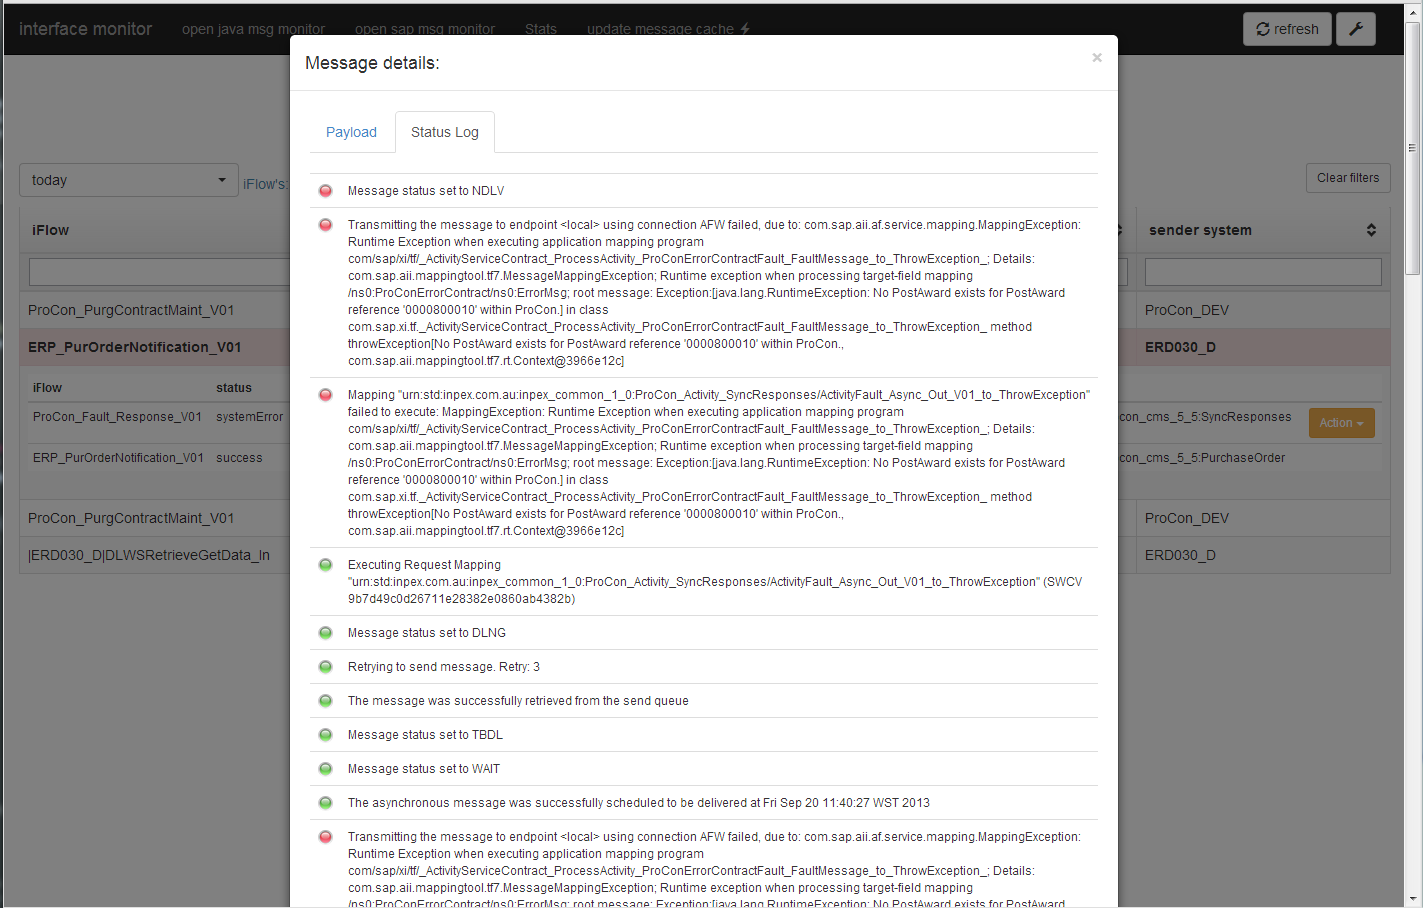 interface monitor
open java msg monitor
open sap msg monitor
Stats
update message cache
refresh
Message details:
×
Payload
Status Log
today
iFlow's:
Clear filters
iFlow
sender system
ProCon_PurgContractMaint_V01
ProCon_DEV
ERP_PurOrderNotification_V01
ERD030_D
iFlow
status
ProCon_Fault_Response_V01
systemError
con_cms_5_5:SyncResponses
Action
ERP_PurOrderNotification_V01
success
con_cms_5_5:PurchaseOrder
ProCon_PurgContractMaint_V01
ProCon_DEV
|ERD030_D|DLWSRetrieveGetData_In
ERD030_D
Message status set to NDLV
Transmitting the message to endpoint <local> using connection AFW failed, due to: com.sap.aii.af.service.mapping.MappingException:
Runtime Exception when executing application mapping program
com/sap/xi/tf/_ActivityServiceContract_ProcessActivity_ProConErrorContractFault_FaultMessage_to_ThrowException_; Details:
com.sap.aii.mappingtool.tf7.MessageMappingException; Runtime exception when processing target-field mapping
/ns0:ProConErrorContract/ns0:ErrorMsg; root message: Exception:[java.lang.RuntimeException: No PostAward exists for PostAward
reference '0000800010' within ProCon.] in class
com.sap.xi.tf._ActivityServiceContract_ProcessActivity_ProConErrorContractFault_FaultMessage_to_ThrowException_ method
throwException[No PostAward exists for PostAward reference '0000800010' within ProCon.,
com.sap.aii.mappingtool.tf7.rt.Context@3966e12c]
Mapping "urn:std:inpex.com.au:inpex_common_1_0:ProCon_Activity_SyncResponses/ActivityFault_Async_Out_V01_to_ThrowException"
failed to execute: MappingException: Runtime Exception when executing application mapping program
com/sap/xi/tf/_ActivityServiceContract_ProcessActivity_ProConErrorContractFault_FaultMessage_to_ThrowException_; Details:
com.sap.aii.mappingtool.tf7.MessageMappingException; Runtime exception when processing target-field mapping
/ns0:ProConErrorContract/ns0:ErrorMsg; root message: Exception:[java.lang.RuntimeException: No PostAward exists for PostAward
reference '0000800010' within ProCon.] in class
com.sap.xi.tf._ActivityServiceContract_ProcessActivity_ProConErrorContractFault_FaultMessage_to_ThrowException_ method
throwException[No PostAward exists for PostAward reference '0000800010' within ProCon.,
com.sap.aii.mappingtool.tf7.rt.Context@3966e12c]
Executing Request Mapping
"urn:std:inpex.com.au:inpex_common_1_0:ProCon_Activity_SyncResponses/ActivityFault_Async_Out_V01_to_ThrowException" (SWCV
9b7d49c0d26711e28382e0860ab4382b)
Message status set to DLNG
Retrying to send message. Retry: 3
The message was successfully retrieved from the send queue
Message status set to TBDL
Message status set to WAIT
The asynchronous message was successfully scheduled to be delivered at Fri Sep 20 11:40:27 WST 2013
Transmitting the message to endpoint <local> using connection AFW failed, due to: com.sap.aii.af.service.mapping.MappingException:
Runtime Exception when executing application mapping program
com/sap/xi/tf/_ActivityServiceContract_ProcessActivity_ProConErrorContractFault_FaultMessage_to_ThrowException_; Details:
com.sap.aii.mappingtool.tf7.MessageMappingException; Runtime exception when processing target-field mapping
/ns0:ProConErrorContract/ns0:ErrorMsg; root message: Exception:[java.lang.RuntimeException: No PostAward exists for PostAward